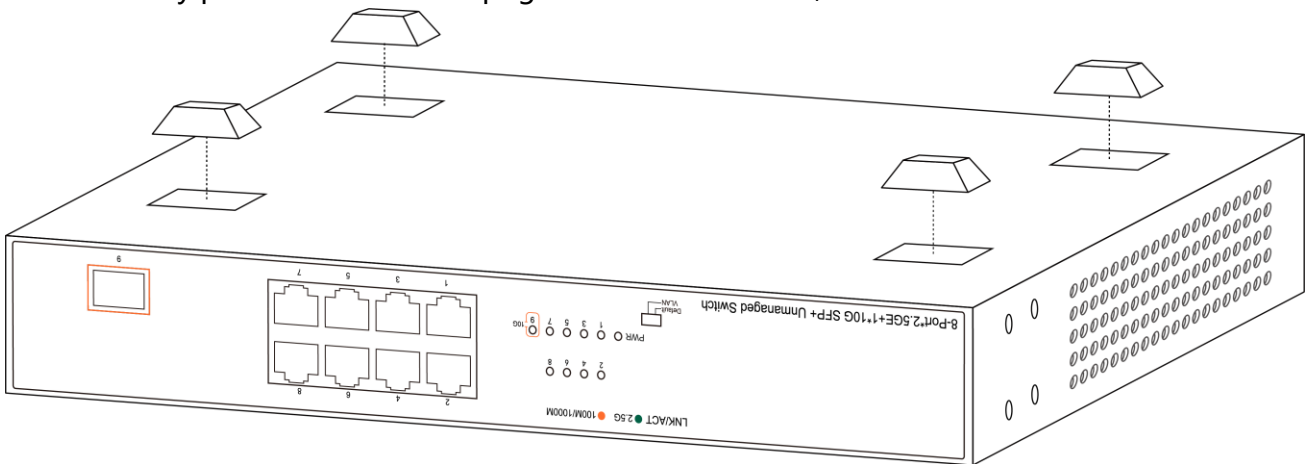 9
1 3 5 7
8-Port*2.5GE+1*10G SFP+ Unmanaged Switch
Default
VLAN
PWR 1 3 5 7 9 10G
2 4 6 8
2 4 6 8
LNK/ACT 2.5G 100M/1000M